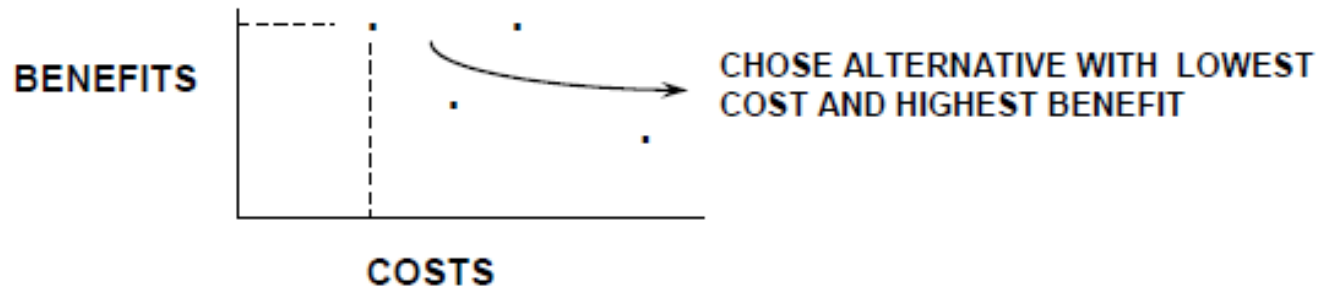 BENEFITS
CHOSE ALTERNATIVE WITH LOWEST
COST AND HIGHEST BENEFIT
COSTS